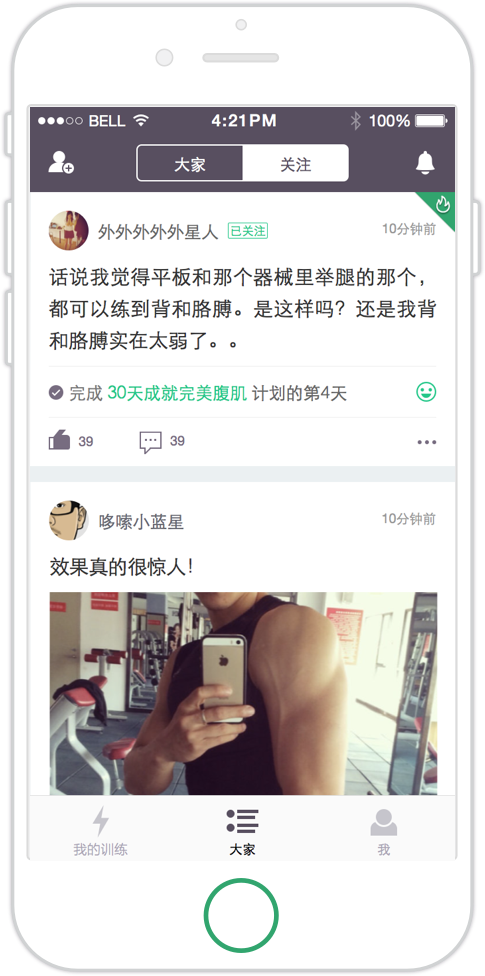 BELL 4:21PM 100%
大家 关注
外外外外外星人 已关注 10分钟前
话说我觉得平板和那个器械里举腿的那个，
都可以练到背和胳膊。是这样吗？还是我背
和胳膊实在太弱了。。
完成 30天成就完美腹肌 计划的第4天
39 39
哆嗦小蓝星 10分钟前
效果真的很惊人！
我的训练 大家 我